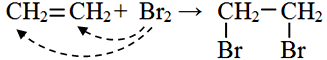 CH₂=CH₂ + Br₂ → CH₂−CH₂
Br Br